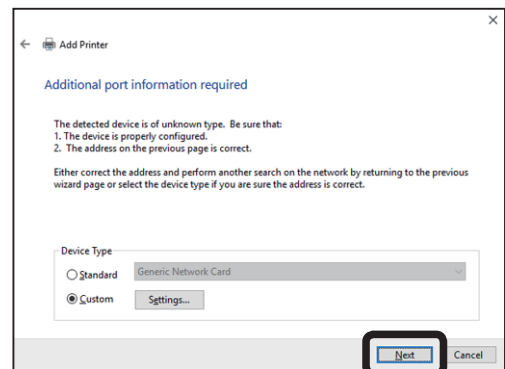 Add Printer
Additional port information required
The detected device is of unknown type.  Be sure that:
1. The device is properly configured.
2.  The address on the previous page is correct.
Either correct the address and perform another search on the network by returning to the previous
wizard page or select the device type if you are sure the address is correct.
Device Type
Standard
Generic Network Card
Custom
Settings...
Next
Cancel